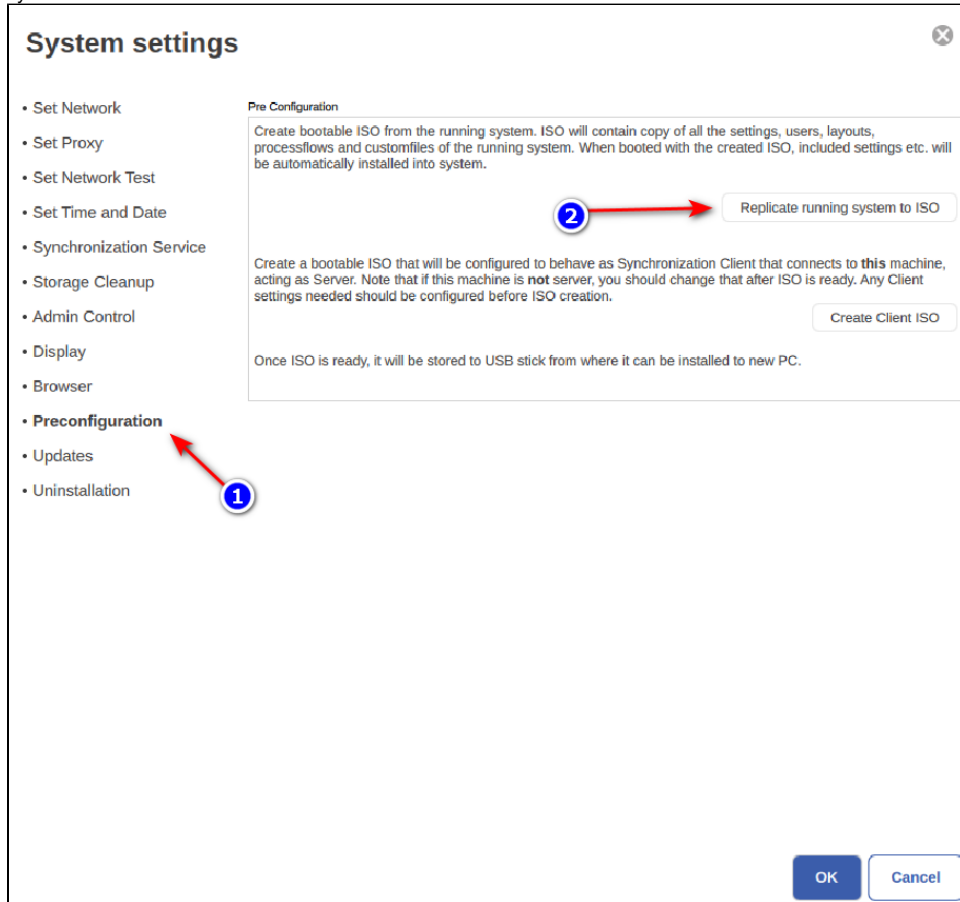 System settings
• Set Network
• Set Proxy
• Set Network Test
• Set Time and Date
• Synchronization Service
• Storage Cleanup
• Admin Control
• Display
• Browser
• Preconfiguration
• Updates
• Uninstallation
1
Pre Configuration
Create bootable ISO from the running system. ISO will contain copy of all the settings, users, layouts,
processflows and customfiles of the running system. When booted with the created ISO, included settings etc. will
be automatically installed into system.
2
Replicate running system to ISO
Create a bootable ISO that will be configured to behave as Synchronization Client that connects to this machine,
acting as Server. Note that if this machine is not server, you should change that after ISO is ready. Any Client
settings needed should be configured before ISO creation.
Create Client ISO
Once ISO is ready, it will be stored to USB stick from where it can be installed to new PC.
OK
Cancel